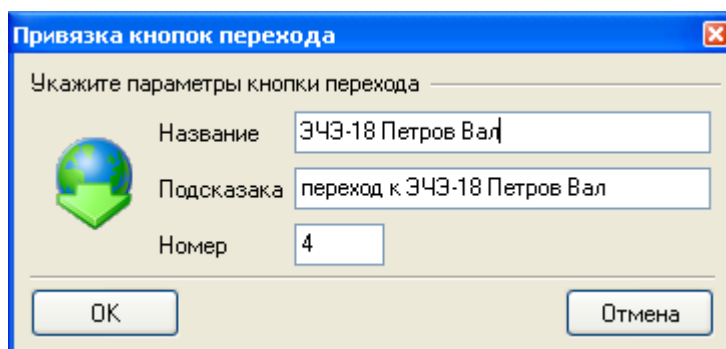 Привязка кнопок перехода
Укажите параметры кнопки перехода
Название ЭЧЭ-18 Петров Вал
Подсказака переход к ЭЧЭ-18 Петров Вал
Номер 4
OK Отмена